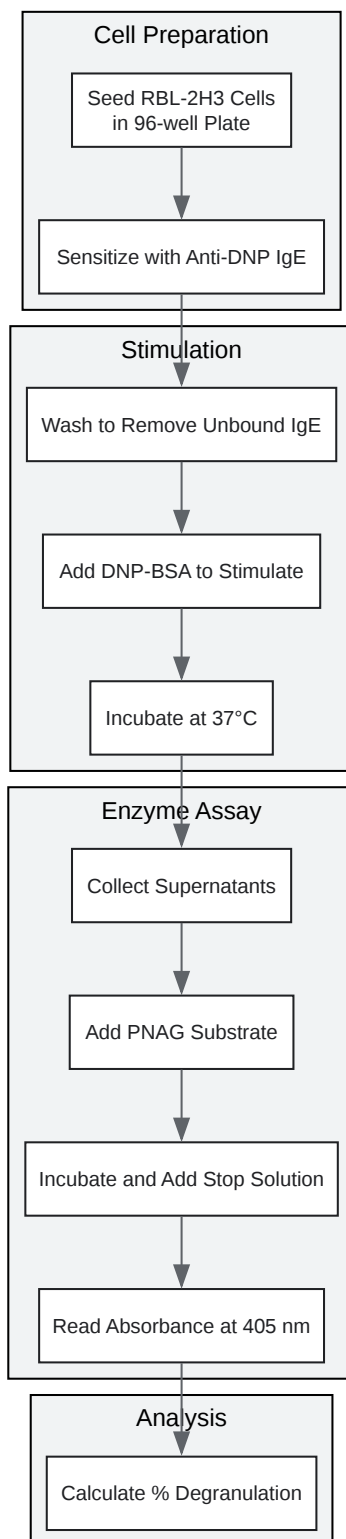 Cell Preparation
Seed RBL-2H3 Cells
in 96-well Plate
Sensitize with Anti-DNP IgE
Stimulation
Wash to Remove Unbound IgE
Add DNP-BSA to Stimulate
Incubate at 37°C
Enzyme Assay
Collect Supernatants
Add PNAG Substrate
Incubate and Add Stop Solution
Read Absorbance at 405 nm
Analysis
Calculate % Degranulation